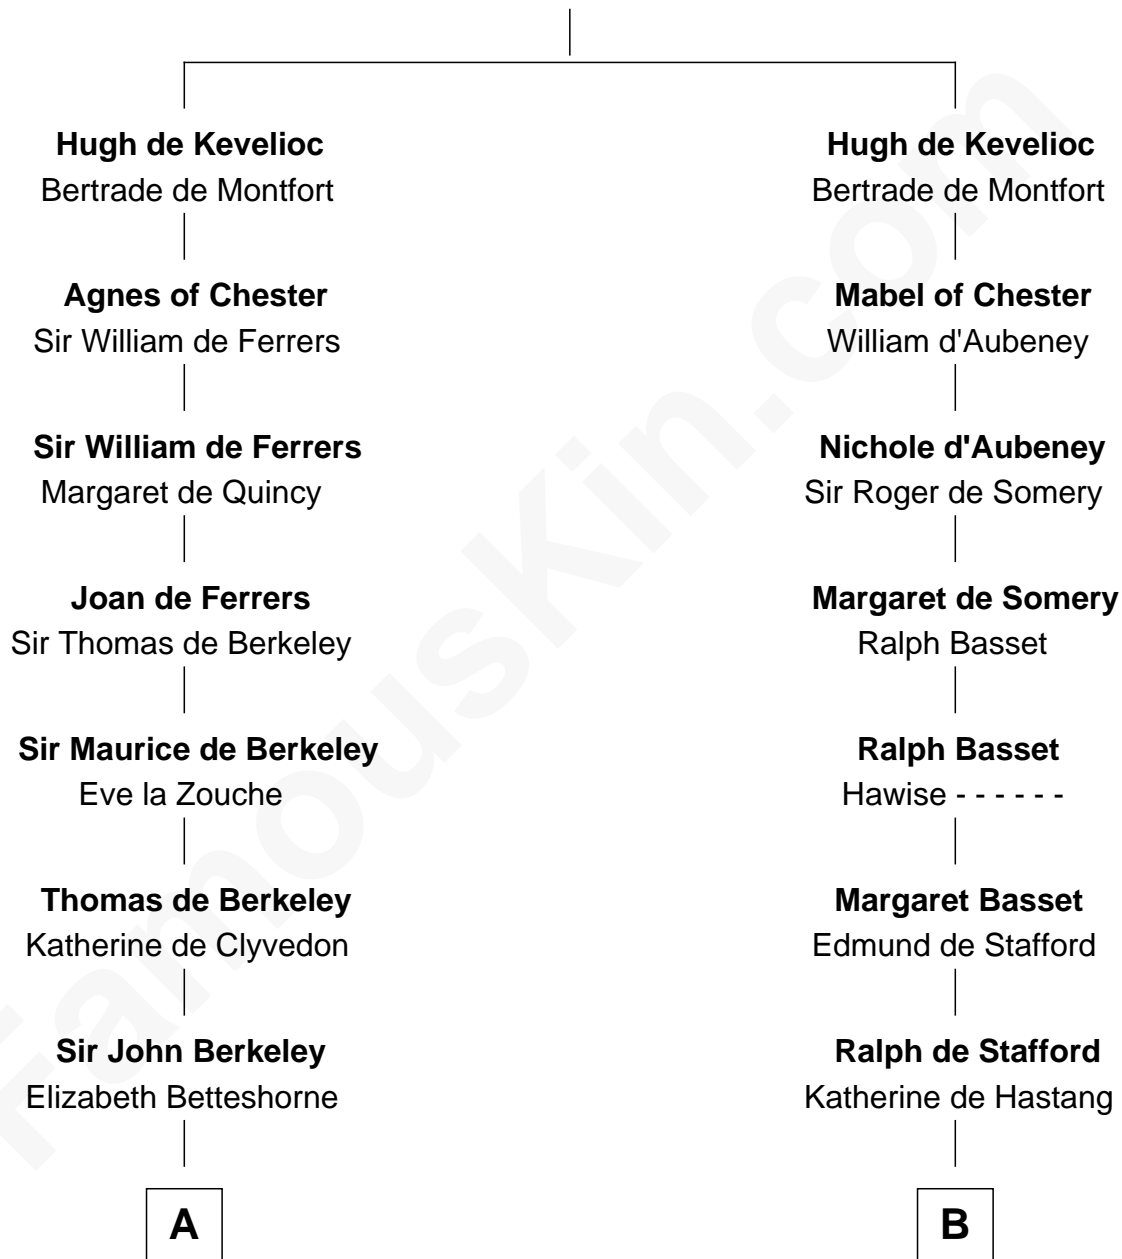 Hugh de Kevelioc
Bertrade de Montfort
Agnes of Chester
Sir William de Ferrers
Sir William de Ferrers
Margaret de Quincy
Joan de Ferrers
Sir Thomas de Berkeley
Sir Maurice de Berkeley
Eve la Zouche
Thomas de Berkeley
Katherine de Clyvedon
Sir John Berkeley
Elizabeth Betteshorne
A
Hugh de Kevelioc
Bertrade de Montfort
Mabel of Chester
William d'Aubeney
Nichole d'Aubeney
Sir Roger de Somery
Margaret de Somery
Ralph Basset
Ralph Basset
Hawise - - - - - -
Margaret Basset
Edmund de Stafford
Ralph de Stafford
Katherine de Hastang
B
FamousKin.com